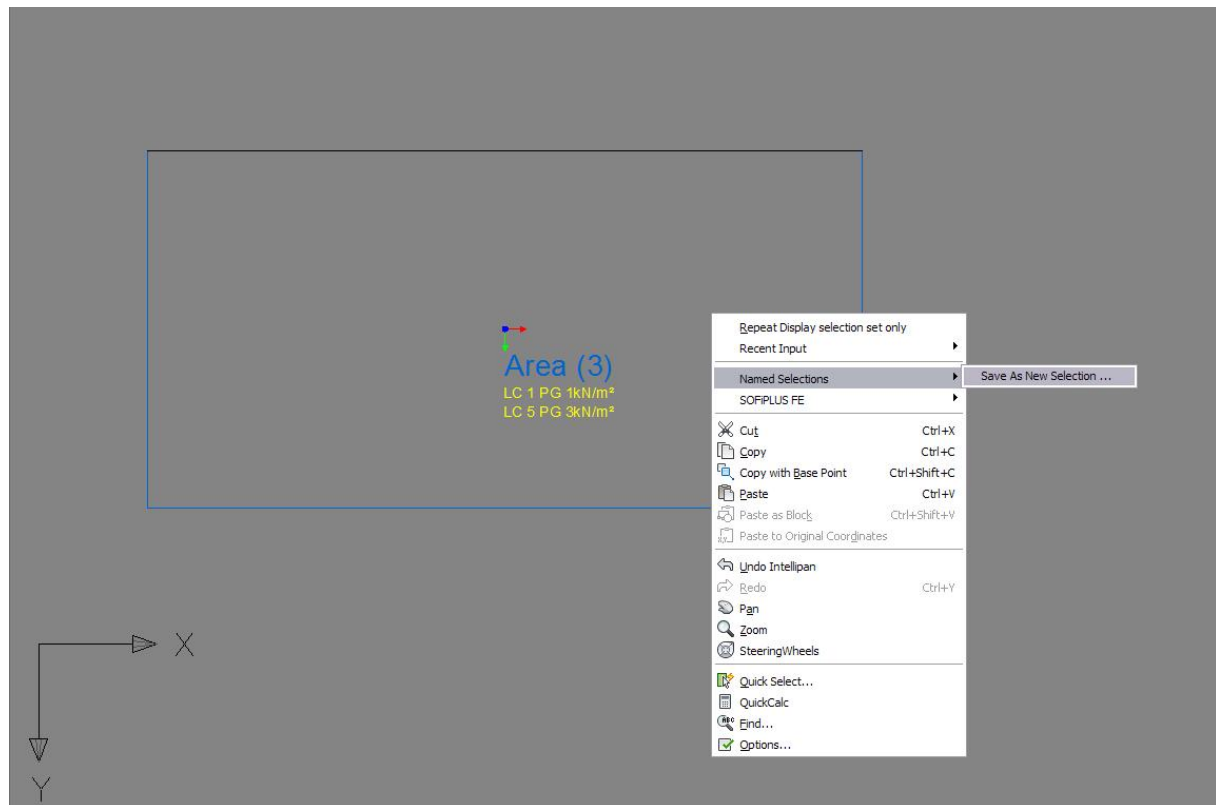 Area (3)
LC 1 PG 1kN/m²
LC 5 PG 3kN/m²
X
Y
Repeat Display selection set only
Recent Input
Named Selections
Save As New Selection ...
SOFiPLUS FE
Cut Ctrl+X
Copy Ctrl+C
Copy with Base Point Ctrl+Shift+C
Paste Ctrl+V
Paste as Block Ctrl+Shift+V
Paste to Original Coordinates
Undo Intellipan
Redo Ctrl+Y
Pan
Zoom
SteeringWheels
Quick Select...
QuickCalc
Find...
Options...